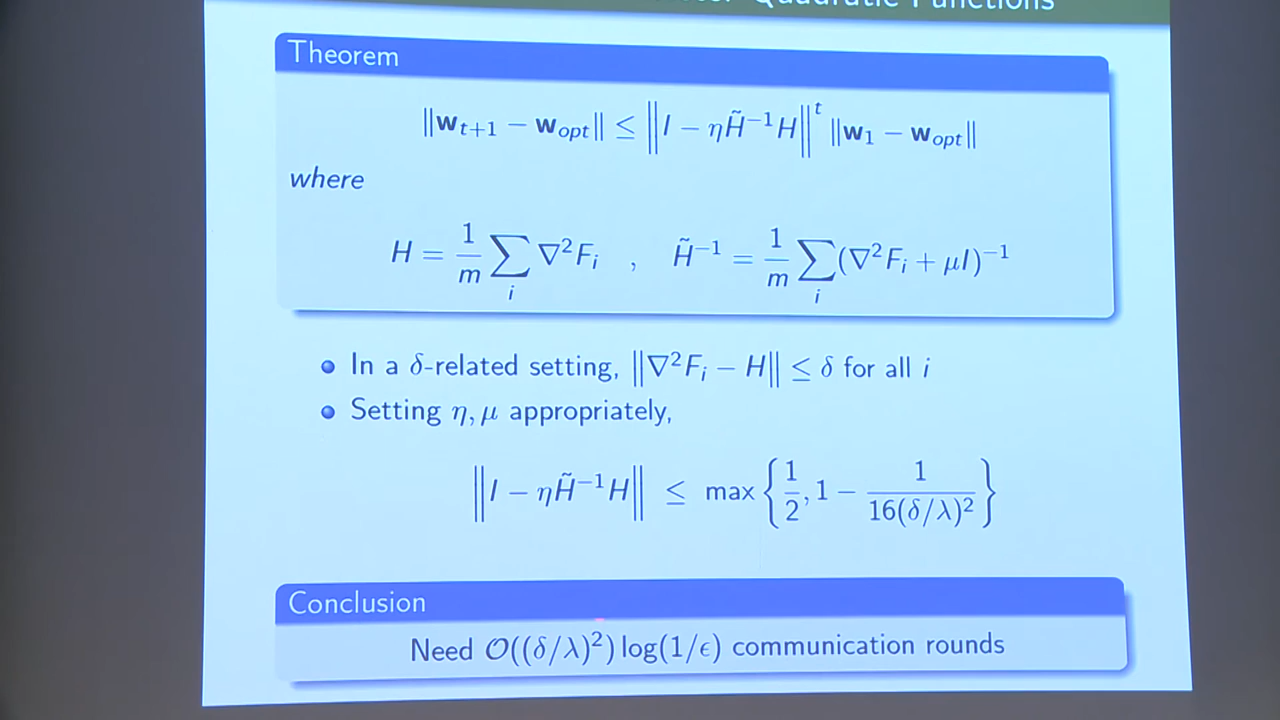 Quadratic Functions
Theorem
‖w_{t+1} − w_{opt}‖ ≤ ‖I − ηH̃^{−1}H‖^t ‖w_1 − w_{opt}‖
where
H = 1/m ∑_i ∇²F_i , H̃^{−1} = 1/m ∑_i (∇²F_i + μI)^{−1}
In a δ-related setting, ‖∇²F_i − H‖ ≤ δ for all i
Setting η, μ appropriately,
‖I − ηH̃^{−1}H‖ ≤ max{1/2, 1 − 1/(16(δ/λ)²)}
Conclusion
Need 𝒪((δ/λ)²) log(1/ϵ) communication rounds